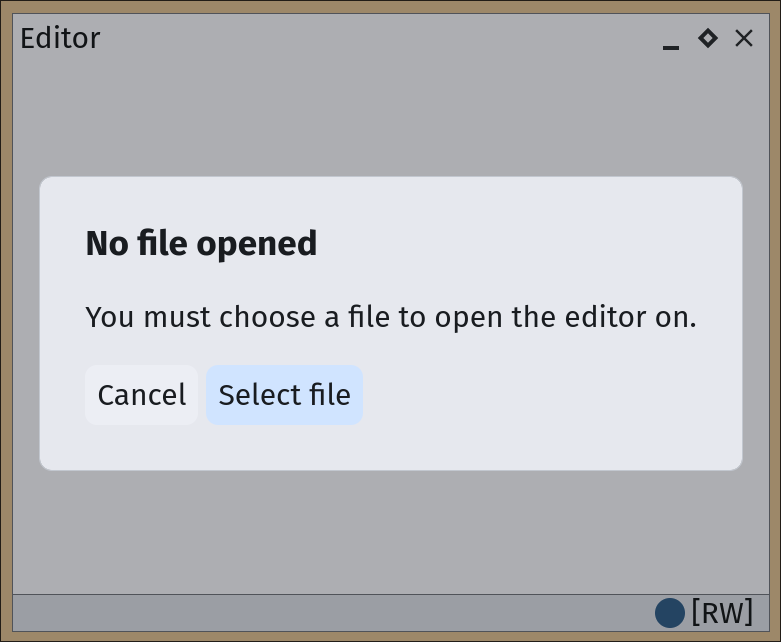 Editor
No file opened
You must choose a file to open the editor on.
Cancel Select file
[RW]